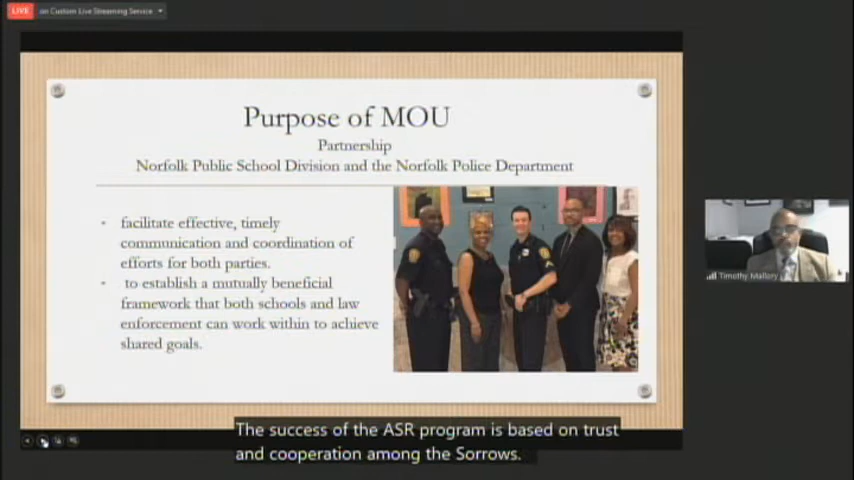 LIVE
on Custom Live Streaming Service
Purpose of MOU
Partnership
Norfolk Public School Division and the Norfolk Police Department
facilitate effective, timely
communication and coordination of
efforts for both parties.
to establish a mutually beneficial
framework that both schools and law
enforcement can work within to achieve
shared goals.
Timothy Mallory
The success of the ASR program is based on trust
and cooperation among the Sorrows.